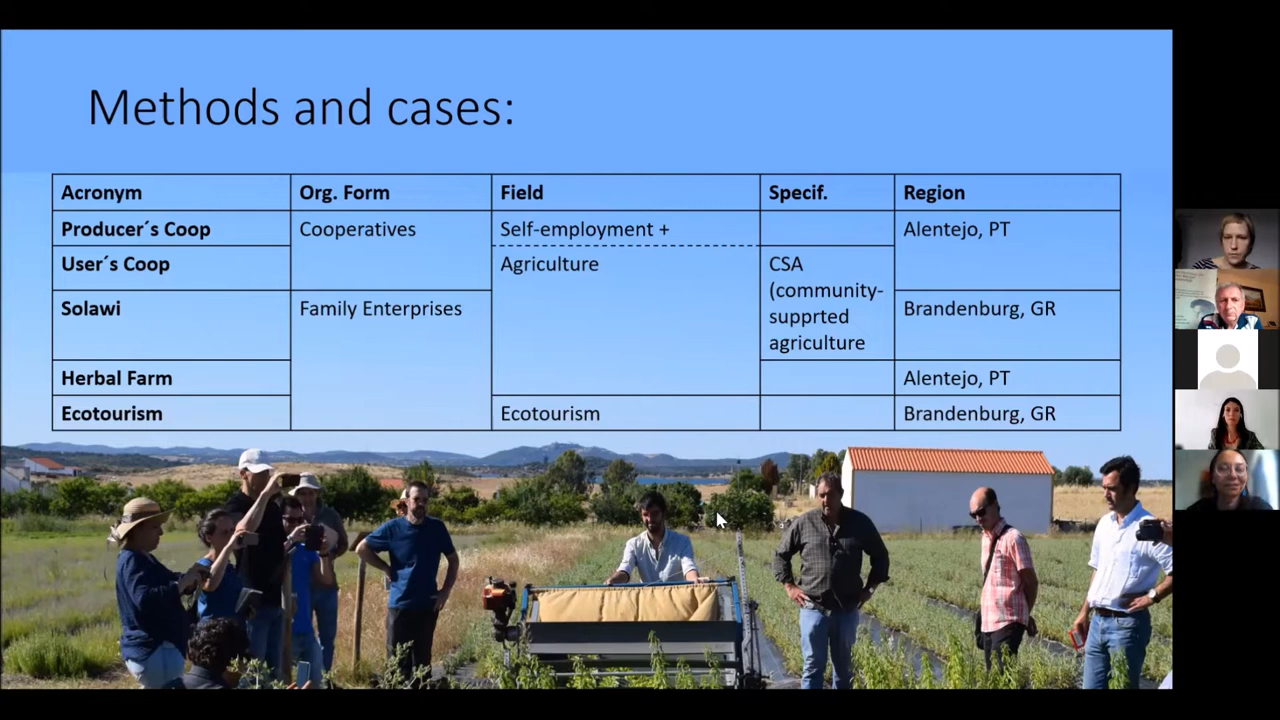 Methods and cases:
Acronym Org. Form Field Specif. Region
Producer´s Coop Cooperatives Self-employment + Alentejo, PT
User´s Coop Agriculture CSA
(community-
supprted
agriculture
Solawi Family Enterprises Brandenburg, GR
Herbal Farm Alentejo, PT
Ecotourism Ecotourism Brandenburg, GR